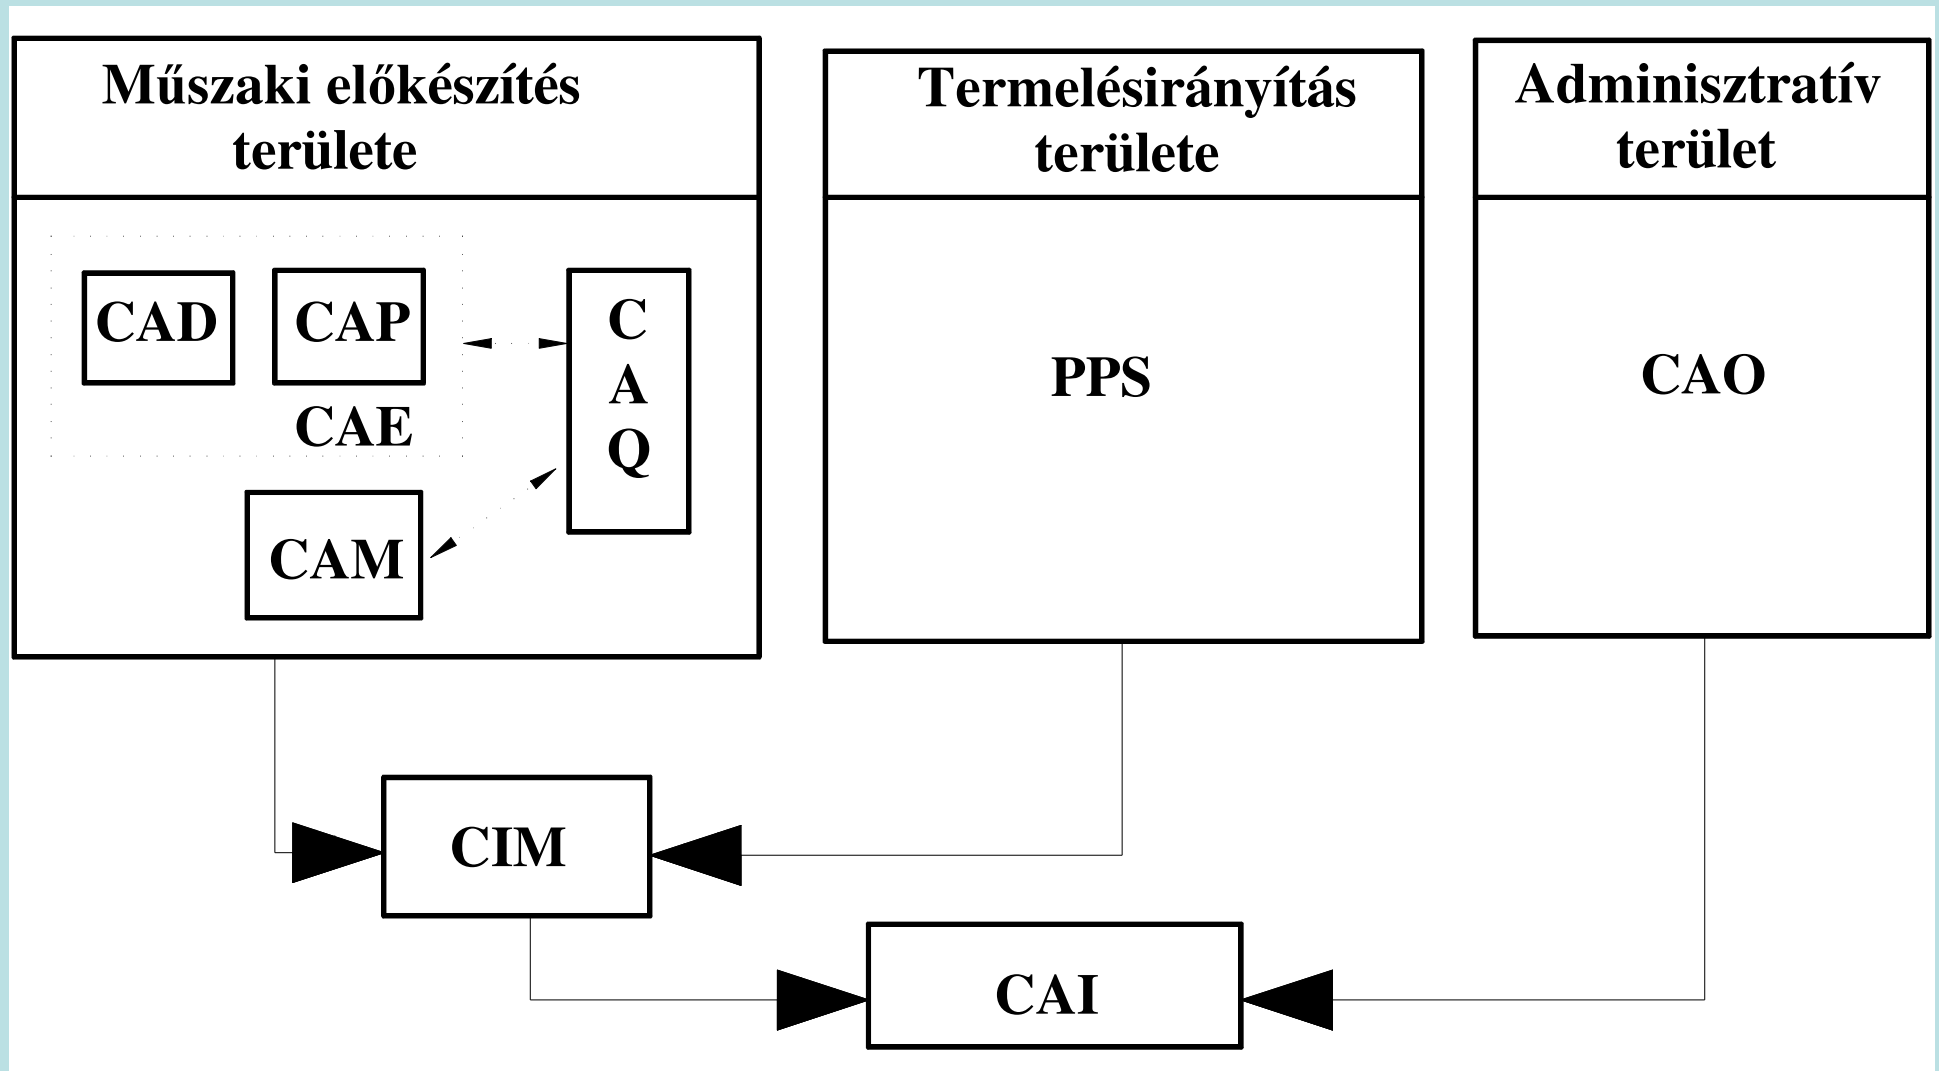 Műszaki előkészítés
területe
CAD
CAP
CAE
C
A
Q
CAM
Termelésirányítás
területe
PPS
Adminisztratív
terület
CAO
CIM
CAI